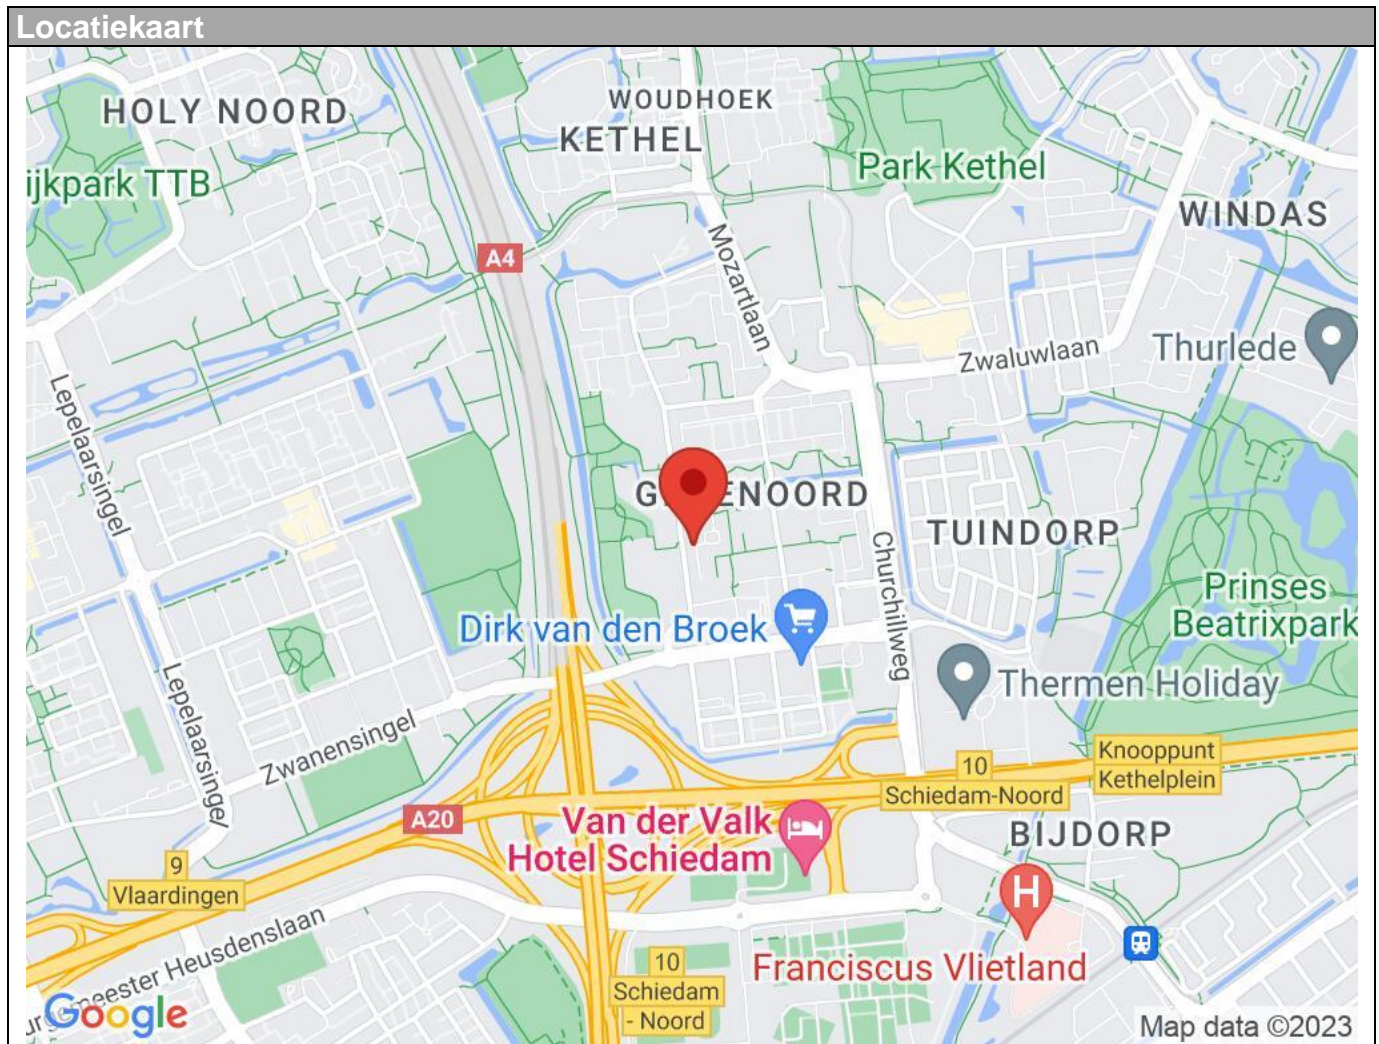 Locatiekaart
HOLY NOORD
WOUDHOEK
KETHEL
Park Kethel
ijkpark TTB
WINDAS
A4
Mozartlaan
Thurlede
Zwaluwlaan
Lepelaarsingel
G ENOORD
TUINDORP
Churchillweg
Prinses
Beatrixpark
Dirk van den Broek
Thermen Holiday
Lepelaarsingel
Zwanensingel
Knooppunt
Kethelplein
10
Schiedam-Noord
A20
Van der Valk
Hotel Schiedam
BIJDORP
9
Vlaardingen
H
urgemeester Heusdenslaan
10
Schiedam
- Noord
Franciscus Vlietland
Google
Map data ©2023